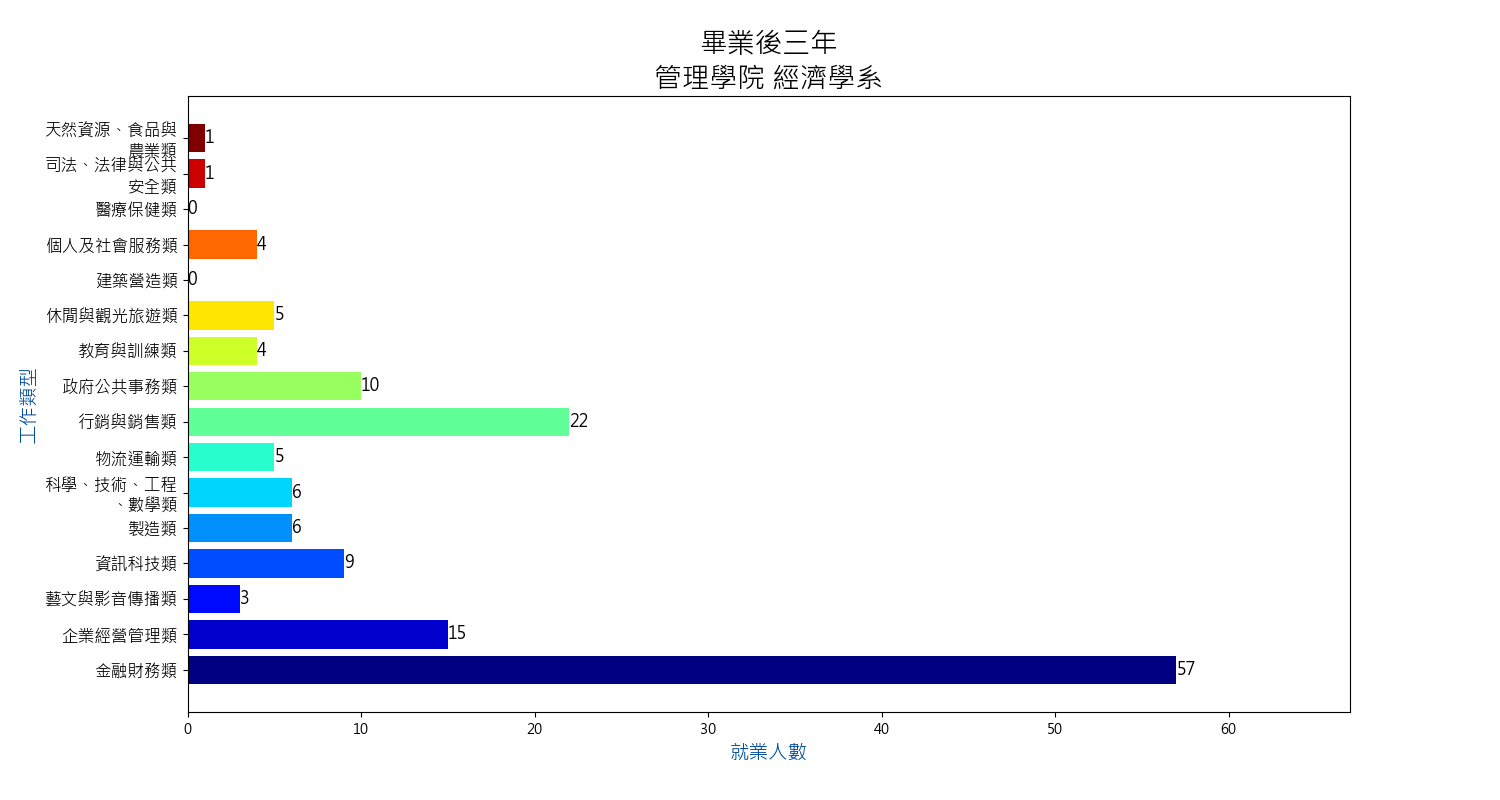 畢業後三年
管理學院 經濟學系
天然資源、食品與
農業類
1
司法、法律與公共
安全類
1
醫療保健類
0
個人及社會服務類
4
建築營造類
0
休閒與觀光旅遊類
5
教育與訓練類
4
政府公共事務類
10
行銷與銷售類
22
物流運輸類
5
科學、技術、工程
、數學類
6
製造類
6
資訊科技類
9
藝文與影音傳播類
3
企業經營管理類
15
金融財務類
57
工作類型
0 10 20 30 40 50 60
就業人數